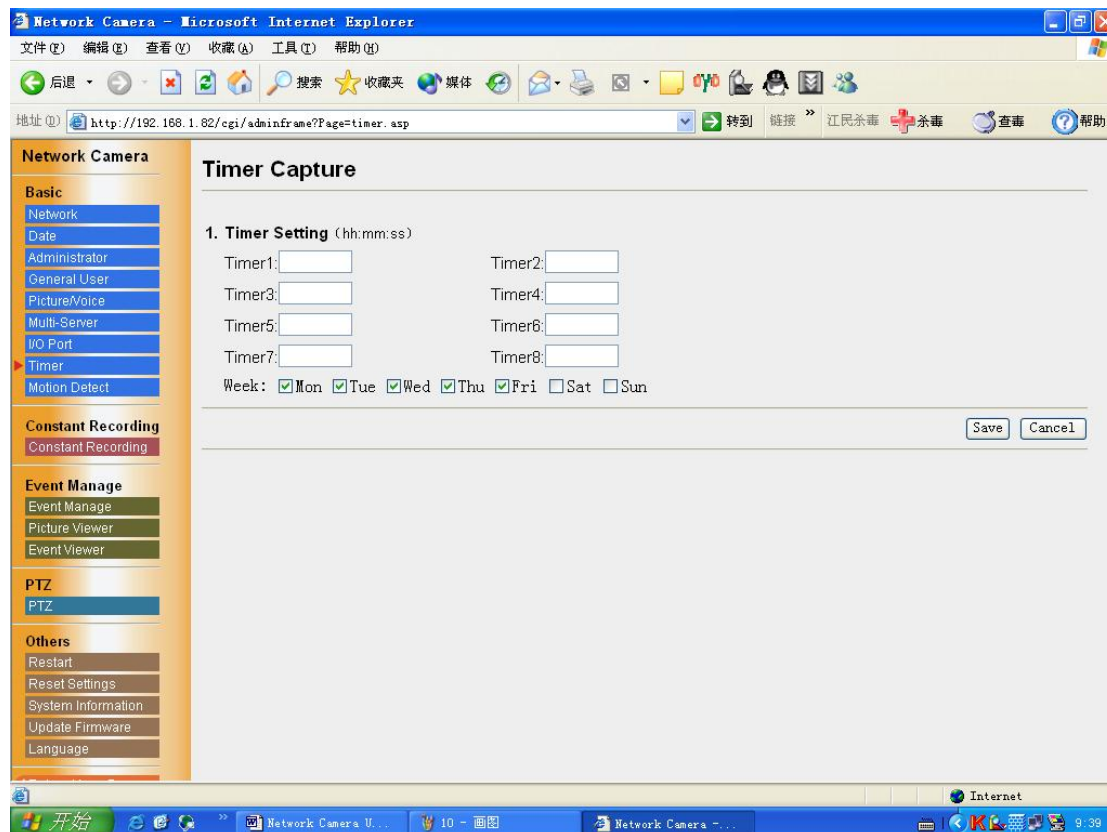 Network Camera - Microsoft Internet Explorer
文件(F) 编辑(E) 查看(V) 收藏(A) 工具(T) 帮助(H)
后退 搜索 收藏夹 媒体
地址(D) http://192.168.1.82/cgi/adminframe?Page=timer.asp 转到 链接 » 江民杀毒 杀毒 查毒 帮助
Network Camera
Basic
Network
Date
Administrator
General User
Picture/Voice
Multi-Server
I/O Port
Timer
Motion Detect
Constant Recording
Constant Recording
Event Manage
Event Manage
Picture Viewer
Event Viewer
PTZ
PTZ
Others
Restart
Reset Settings
System Information
Update Firmware
Language
Timer Capture
1. Timer Setting (hh:mm:ss)
Timer1: Timer2:
Timer3: Timer4:
Timer5: Timer6:
Timer7: Timer8:
Week: Mon Tue Wed Thu Fri Sat Sun
Save Cancel
Internet
开始 » Network Camera U... 10 - 画图 Network Camera -... 9:39